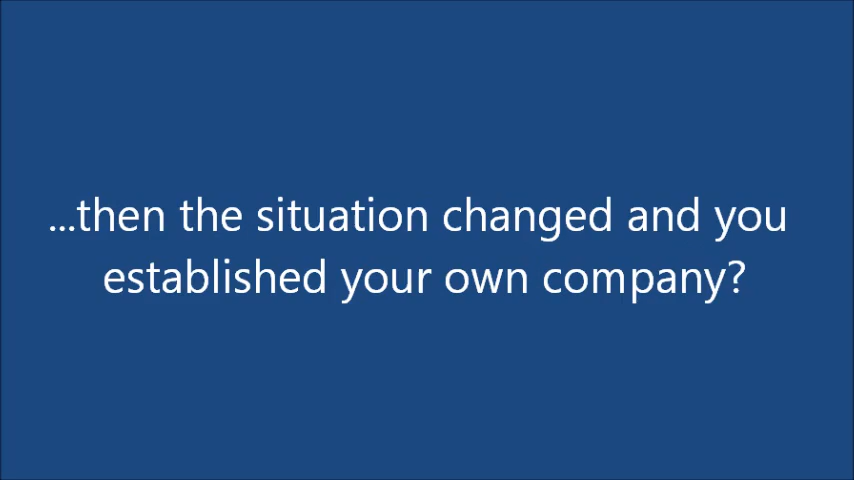 ...then the situation changed and you
established your own company?